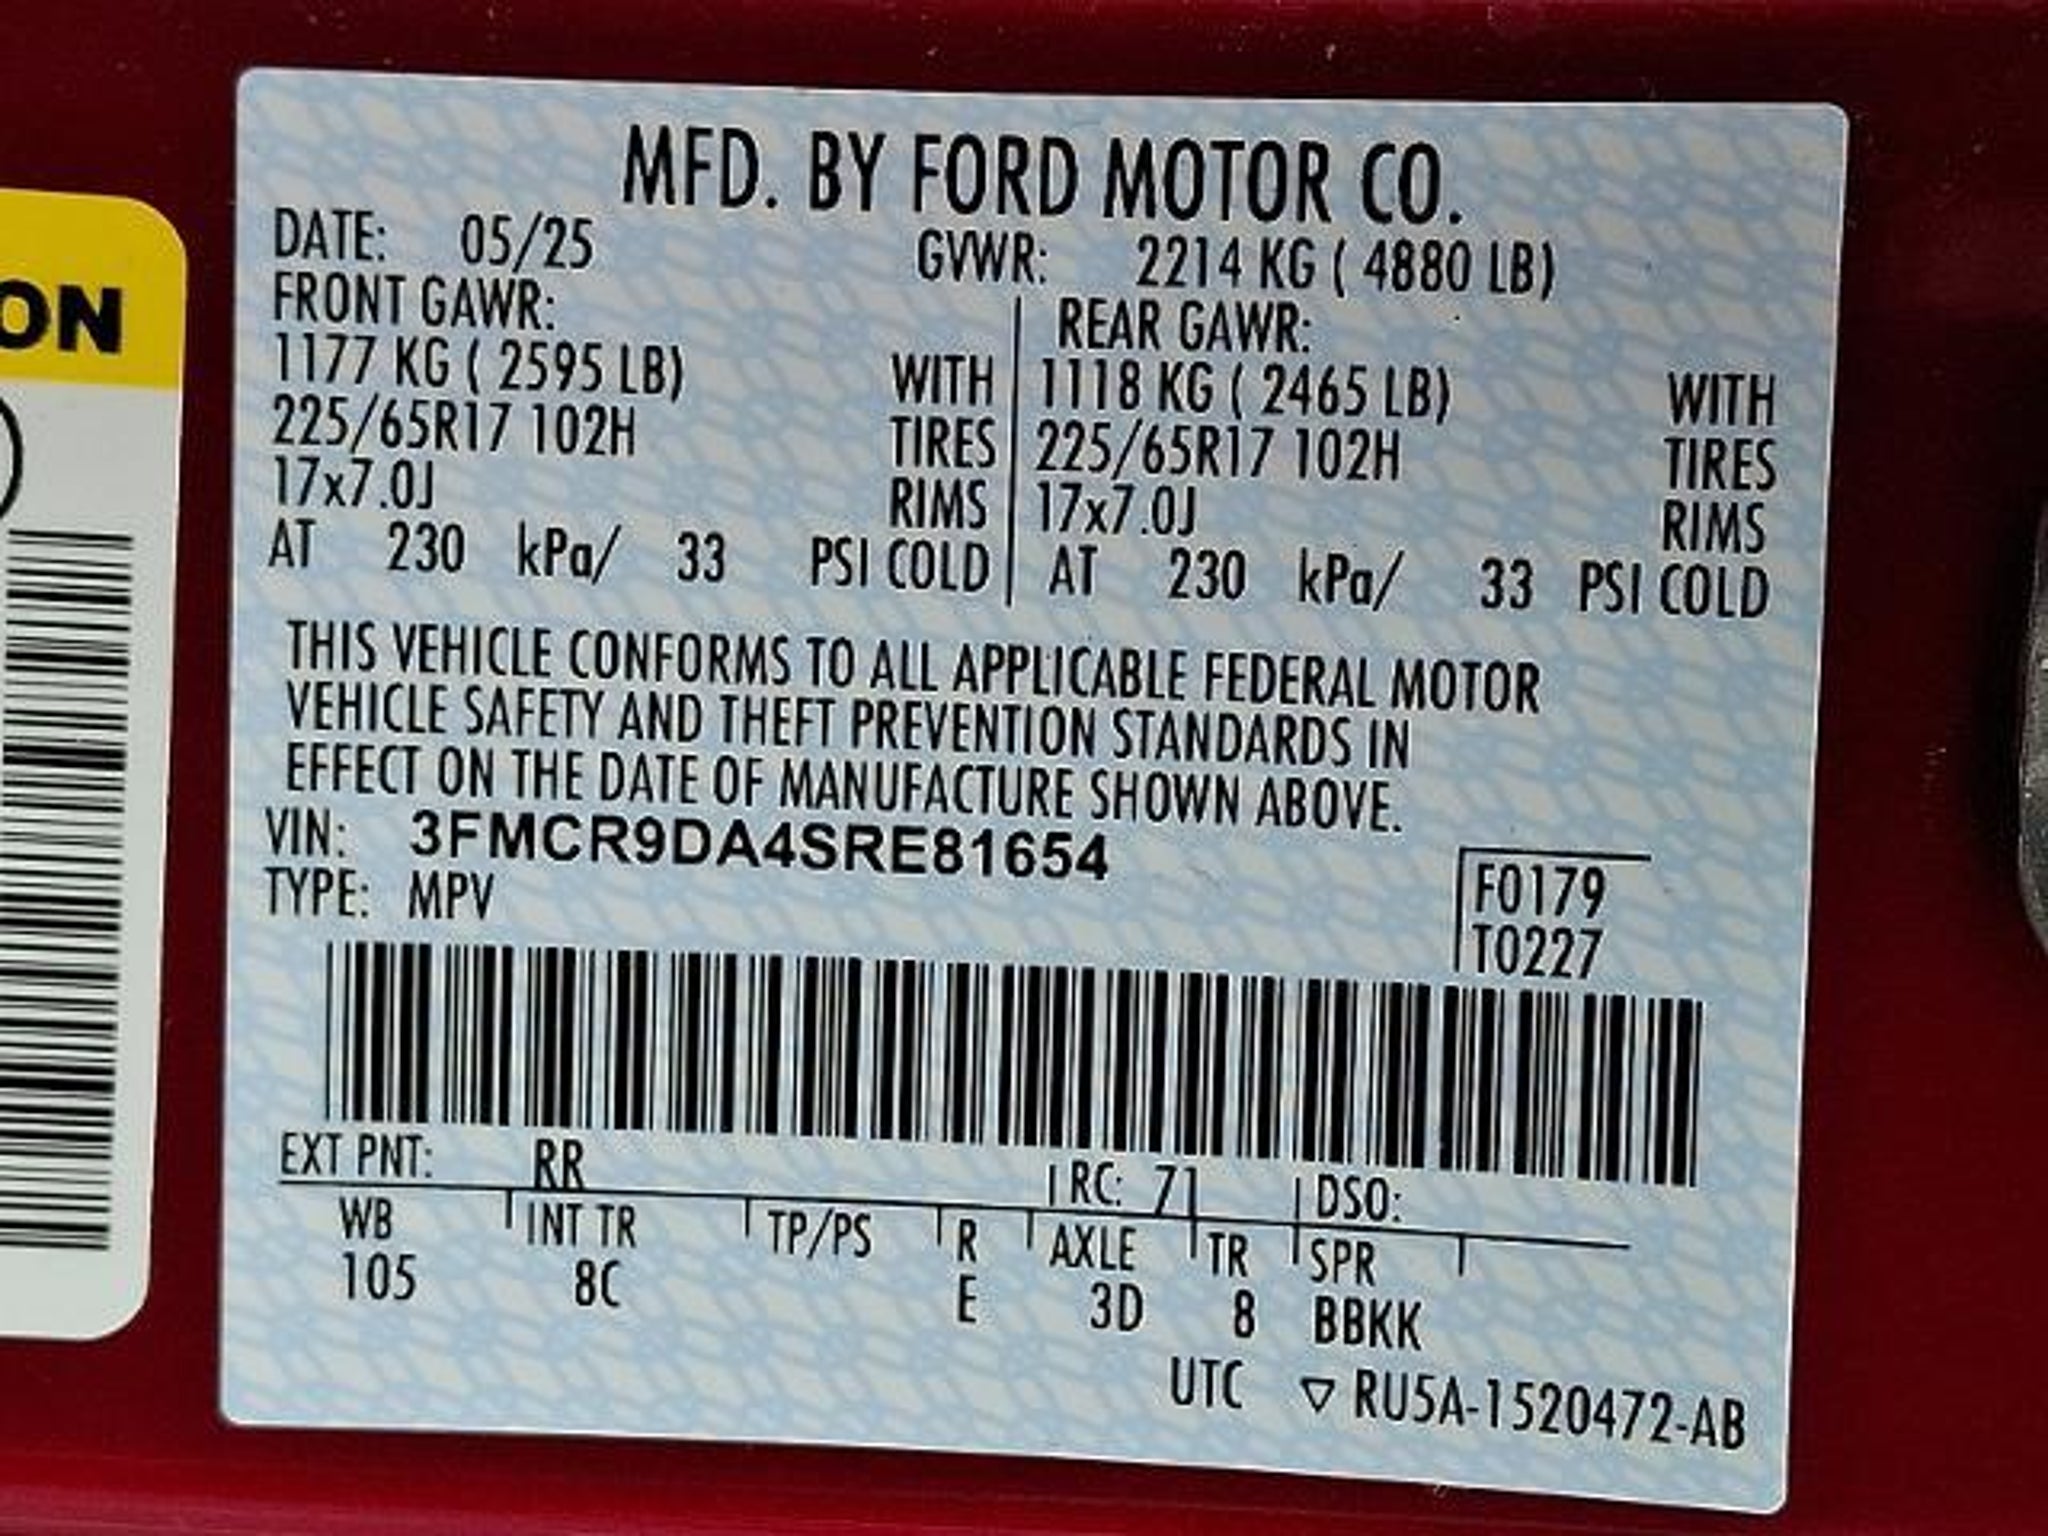 MFD. BY FORD MOTOR CO.
DATE: 05/25 GVWR: 2214 KG ( 4880 LB)
FRONT GAWR: REAR GAWR:
1177 KG ( 2595 LB) WITH 1118 KG ( 2465 LB) WITH
225/65R17 102H TIRES 225/65R17 102H TIRES
17x7.0J RIMS 17x7.0J RIMS
AT 230 kPa/ 33 PSI COLD AT 230 kPa/ 33 PSI COLD
THIS VEHICLE CONFORMS TO ALL APPLICABLE FEDERAL MOTOR
VEHICLE SAFETY AND THEFT PREVENTION STANDARDS IN
EFFECT ON THE DATE OF MANUFACTURE SHOWN ABOVE.
VIN: 3FMCR9DA4SRE81654
TYPE: MPV
F0179
T0227
EXT PNT: RR RC: 71 DSO:
WB INT TR TP/PS R AXLE TR SPR
105 8C E 3D 8 BBKK
UTC ▽ RU5A-1520472-AB
ON